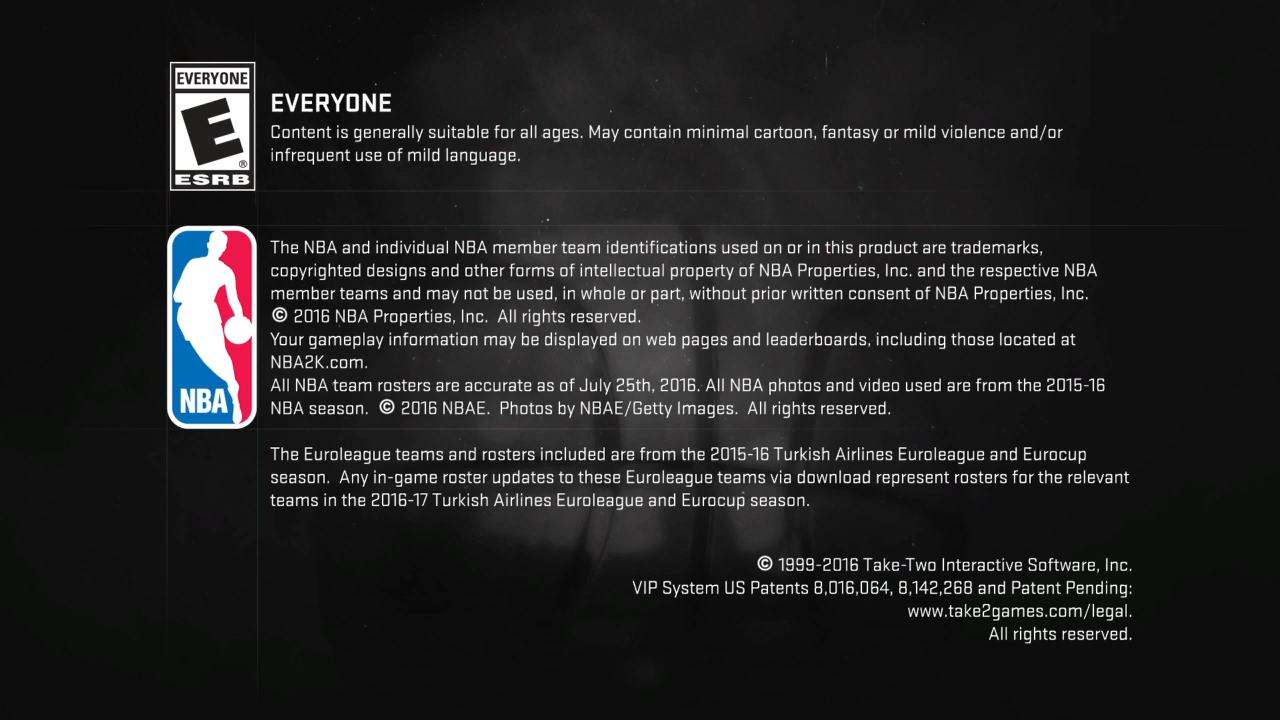 EVERYONE
E
®
ESRB
EVERYONE
Content is generally suitable for all ages. May contain minimal cartoon, fantasy or mild violence and/or
infrequent use of mild language.
The NBA and individual NBA member team identifications used on or in this product are trademarks,
copyrighted designs and other forms of intellectual property of NBA Properties, Inc. and the respective NBA
member teams and may not be used, in whole or part, without prior written consent of NBA Properties, Inc.
© 2016 NBA Properties, Inc.  All rights reserved.
Your gameplay information may be displayed on web pages and leaderboards, including those located at
NBA2K.com.
All NBA team rosters are accurate as of July 25th, 2016. All NBA photos and video used are from the 2015-16
NBA season.  © 2016 NBAE.  Photos by NBAE/Getty Images.  All rights reserved.
NBA
The Euroleague teams and rosters included are from the 2015-16 Turkish Airlines Euroleague and Eurocup
season.  Any in-game roster updates to these Euroleague teams via download represent rosters for the relevant
teams in the 2016-17 Turkish Airlines Euroleague and Eurocup season.
© 1999-2016 Take-Two Interactive Software, Inc.
VIP System US Patents 8,016,064, 8,142,268 and Patent Pending:
www.take2games.com/legal.
All rights reserved.